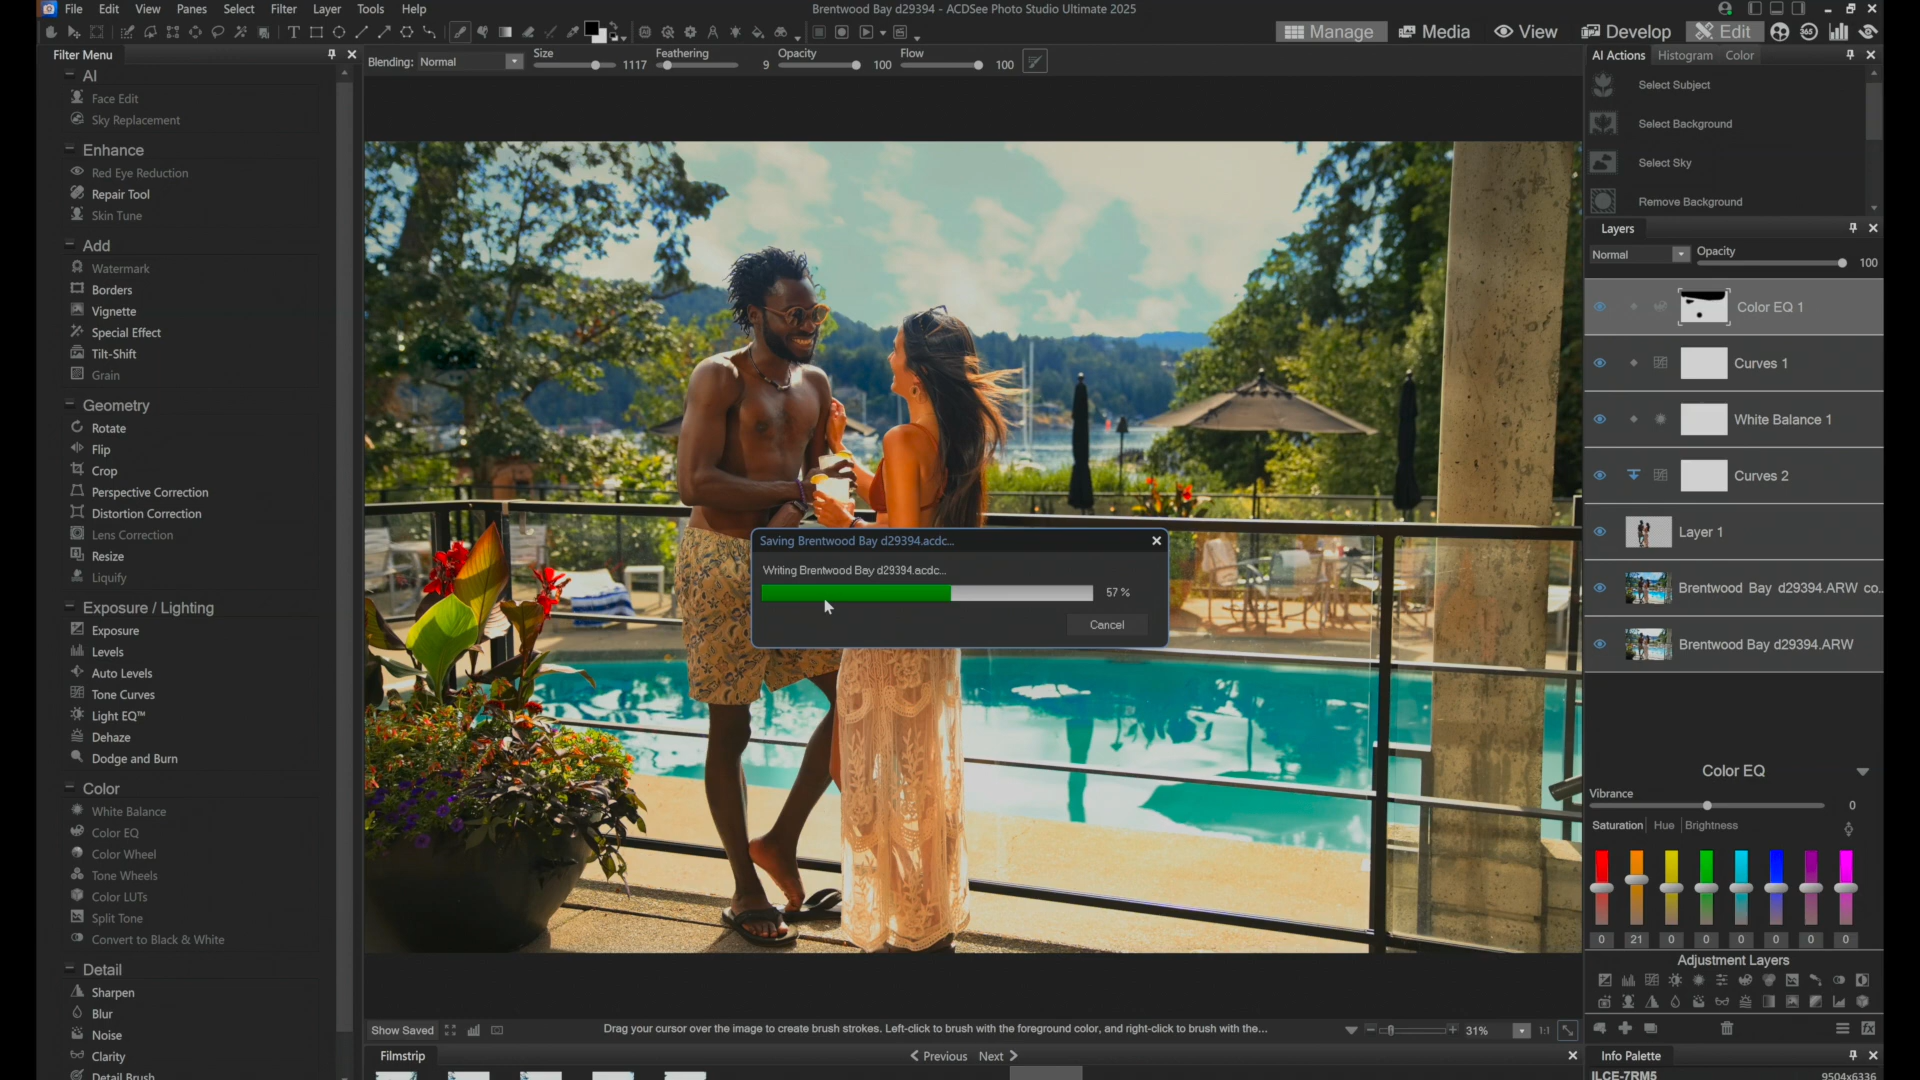 File Edit View Panes Select Filter Layer Tools Help
Brentwood Bay d29394 - ACDSee Photo Studio Ultimate 2025
Manage Media View Develop Edit 365
Filter Menu
Blending: Normal Size 1117 Feathering 9 Opacity 100 Flow 100
AI
Face Edit
Sky Replacement
Enhance
Red Eye Reduction
Repair Tool
Skin Tune
Add
Watermark
Borders
Vignette
Special Effect
Tilt-Shift
Grain
Geometry
Rotate
Flip
Crop
Perspective Correction
Distortion Correction
Lens Correction
Resize
Liquify
Exposure / Lighting
Exposure
Levels
Auto Levels
Tone Curves
Light EQ™
Dehaze
Dodge and Burn
Color
White Balance
Color EQ
Color Wheel
Tone Wheels
Color LUTs
Split Tone
Convert to Black & White
Detail
Sharpen
Blur
Noise
Clarity
Detail Brush
Saving Brentwood Bay d29394.acdc...
Writing Brentwood Bay d29394.acdc...
57 %
Cancel
Show Saved
Drag your cursor over the image to create brush strokes. Left-click to brush with the foreground color, and right-click to brush with the...
31%
1:1
Filmstrip
Previous Next
AI Actions Histogram Color
Select Subject
Select Background
Select Sky
Remove Background
Layers
Normal Opacity 100
Color EQ 1
Curves 1
White Balance 1
Curves 2
Layer 1
Brentwood Bay d29394.ARW co...
Brentwood Bay d29394.ARW
Color EQ
Vibrance 0
Saturation Hue Brightness
0 21 0 0 0 0 0 0
Adjustment Layers
Info Palette
ILCE-7RM5 9504x6336